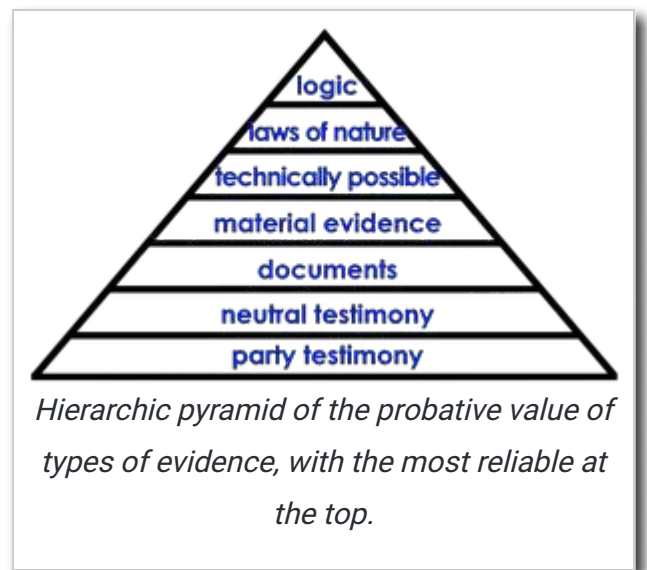 logic
laws of nature
technically possible
material evidence
documents
neutral testimony
party testimony
Hierarchic pyramid of the probative value of
types of evidence, with the most reliable at
the top.